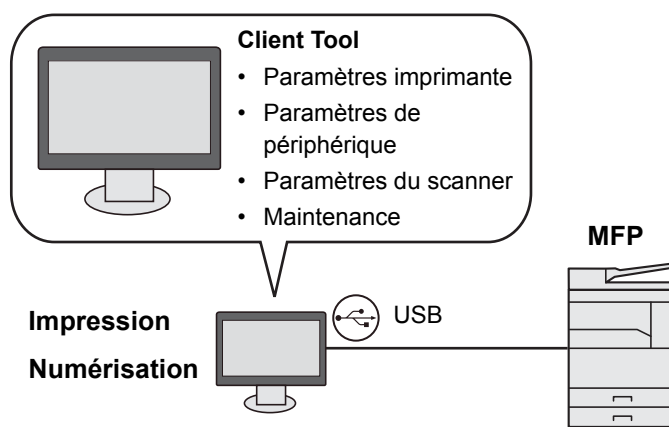 Client Tool
• Paramètres imprimante
• Paramètres de
périphérique
• Paramètres du scanner
• Maintenance
MFP
USB
Impression
Numérisation